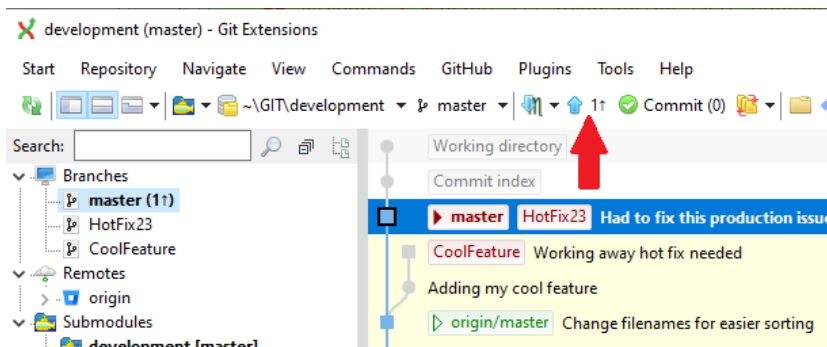 development (master) - Git Extensions
Start Repository Navigate View Commands GitHub Plugins Tools Help
~\GIT\development master 1↑ Commit (0)
Search:
Branches
master (1↑)
HotFix23
CoolFeature
Remotes
origin
Submodules
development [master]
Working directory
Commit index
master HotFix23 Had to fix this production issue
CoolFeature Working away hot fix needed
Adding my cool feature
origin/master Change filenames for easier sorting